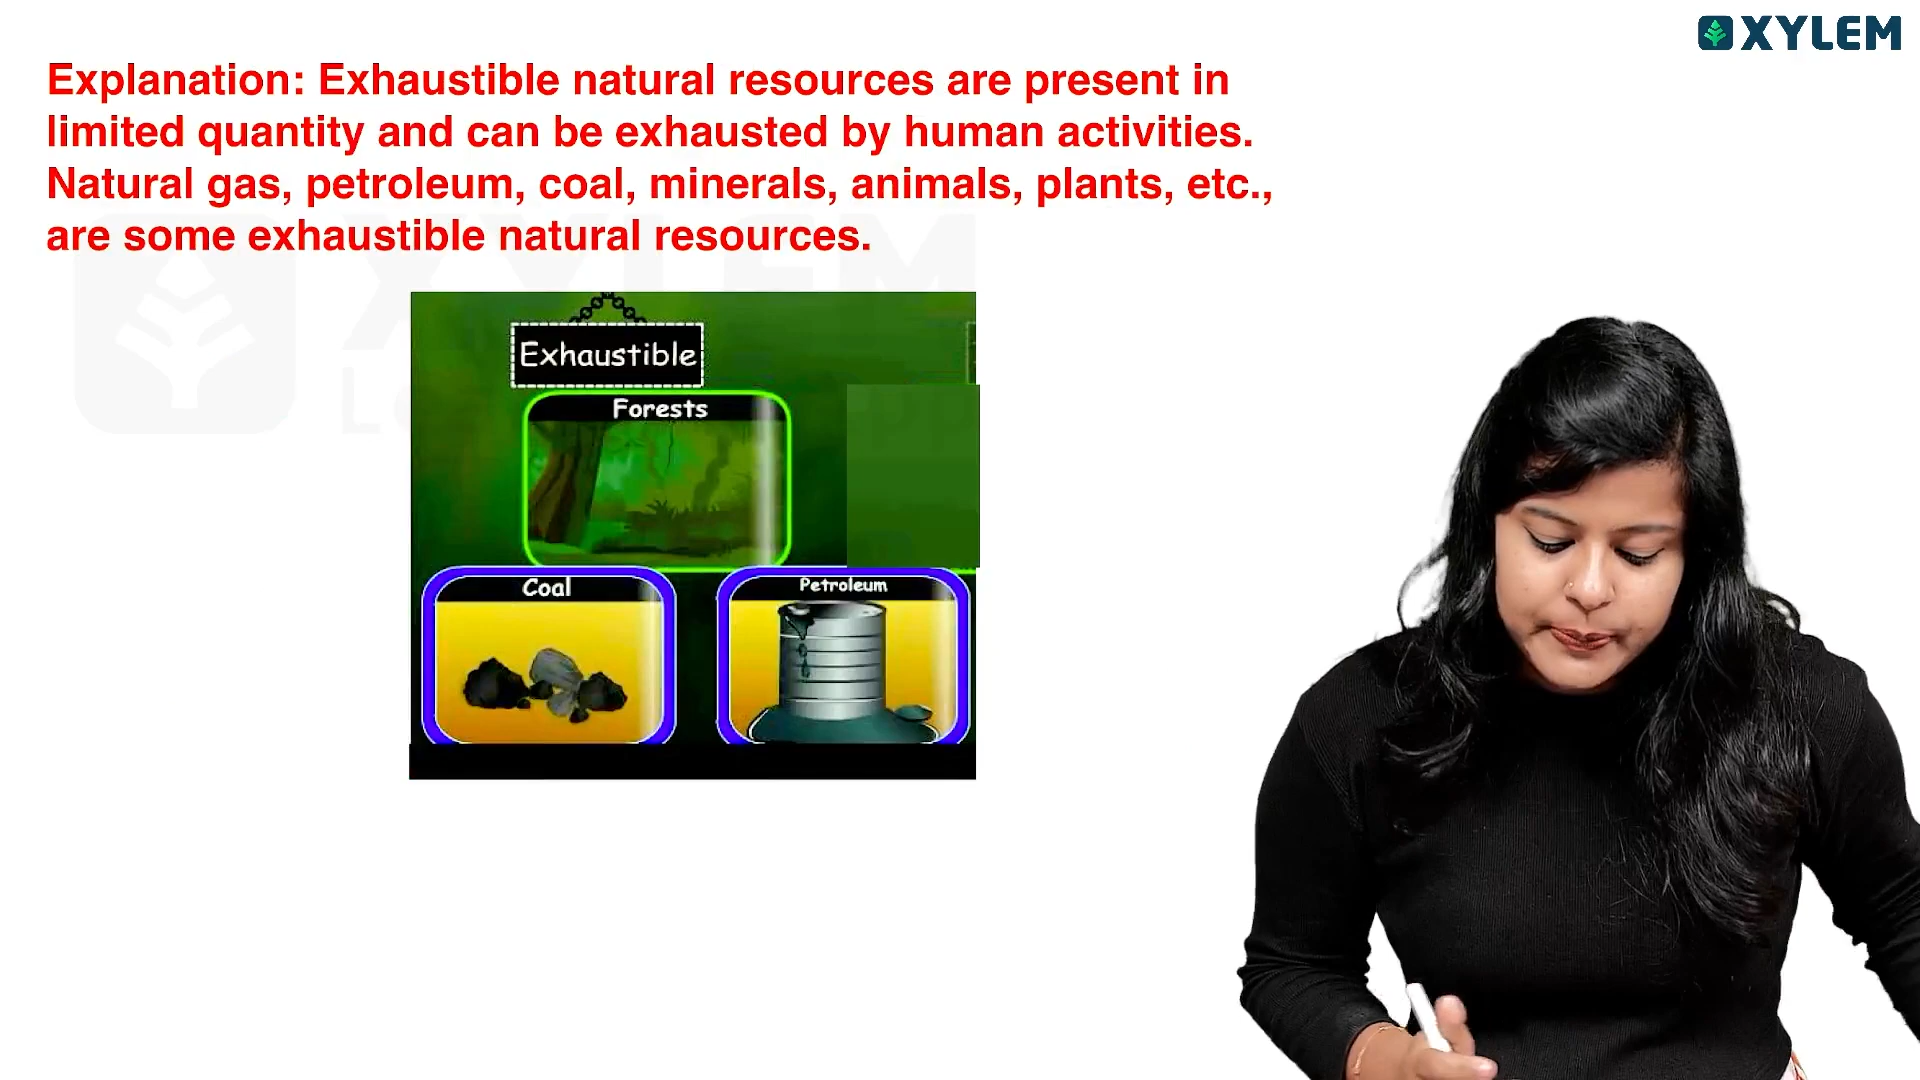 XYLEM
Explanation: Exhaustible natural resources are present in
limited quantity and can be exhausted by human activities.
Natural gas, petroleum, coal, minerals, animals, plants, etc.,
are some exhaustible natural resources.
Exhaustible
Forests
Coal
Petroleum